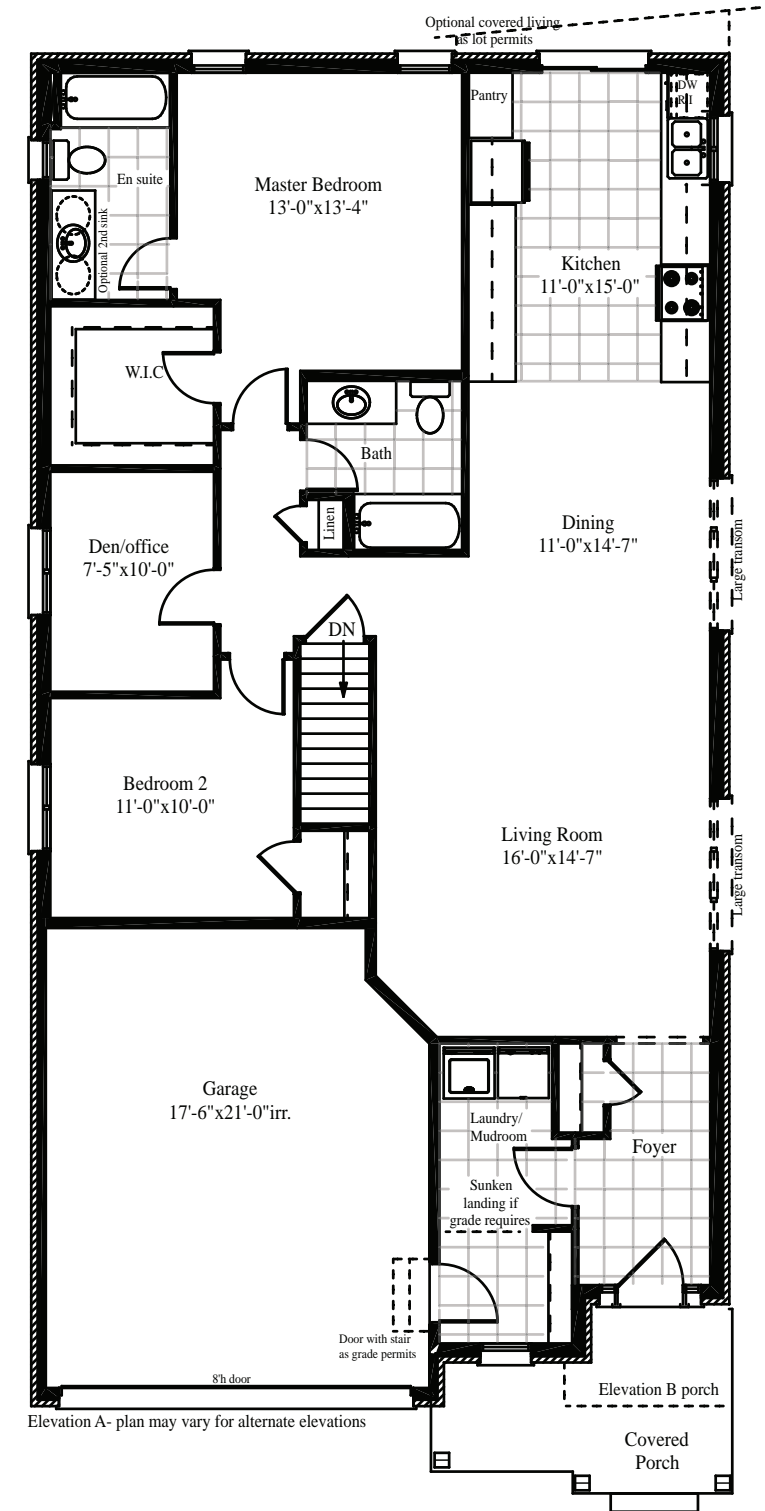 Optional covered living
as lot permits
Pantry
DW
R I
En suite
Optional 2nd sink
Master Bedroom
13'-0"x13'-4"
Kitchen
11'-0"x15'-0"
W.I.C
Bath
Linen
Den/office
7'-5"x10'-0"
Dining
11'-0"x14'-7"
Large transom
DN
Bedroom 2
11'-0"x10'-0"
Living Room
16'-0"x14'-7"
Large transom
Garage
17'-6"x21'-0"irr.
Laundry/
Mudroom
Foyer
Sunken
landing if
grade requires
Door with stair
as grade permits
8'h door
Elevation A- plan may vary for alternate elevations
Elevation B porch
Covered
Porch